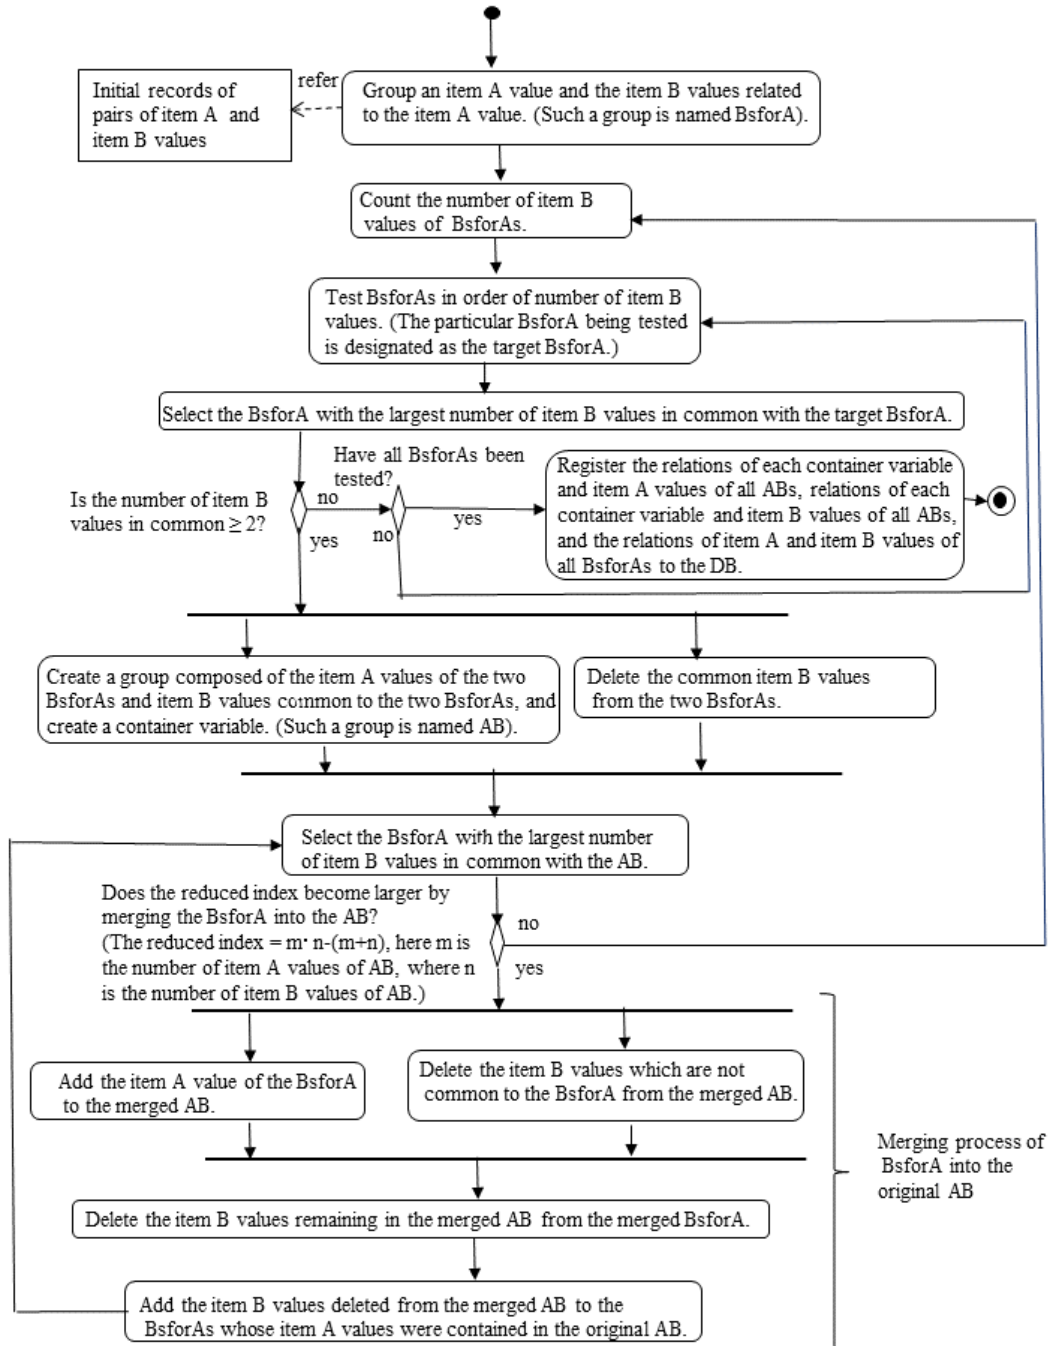 Initial records of
pairs of item A and
item B values
refer
Group an item A value and the item B values related
to the item A value. (Such a group is named BsforA).
Count the number of item B
values of BsforAs.
Test BsforAs in order of number of item B
values. (The particular BsforA being tested
is designated as the target BsforA.)
Select the BsforA with the largest number of item B values in common with the target BsforA.
Have all BsforAs been
tested?
Is the number of item B
values in common ≥ 2?
no
yes
no
yes
Register the relations of each container variable
and item A values of all ABs, relations of each
container variable and item B values of all ABs,
and the relations of item A and item B values of
all BsforAs to the DB.
Create a group composed of the item A values of the two
BsforAs and item B values common to the two BsforAs, and
create a container variable. (Such a group is named AB).
Delete the common item B values
from the two BsforAs.
Select the BsforA with the largest number
of item B values in common with the AB.
Does the reduced index become larger by
merging the BsforA into the AB?
(The reduced index = m· n-(m+n), here m is
the number of item A values of AB, where n
is the number of item B values of AB.)
no
yes
Add the item A value of the BsforA
to the merged AB.
Delete the item B values which are not
common to the BsforA from the merged AB.
Merging process of
BsforA into the
original AB
Delete the item B values remaining in the merged AB from the merged BsforA.
Add the item B values deleted from the merged AB to the
BsforAs whose item A values were contained in the original AB.